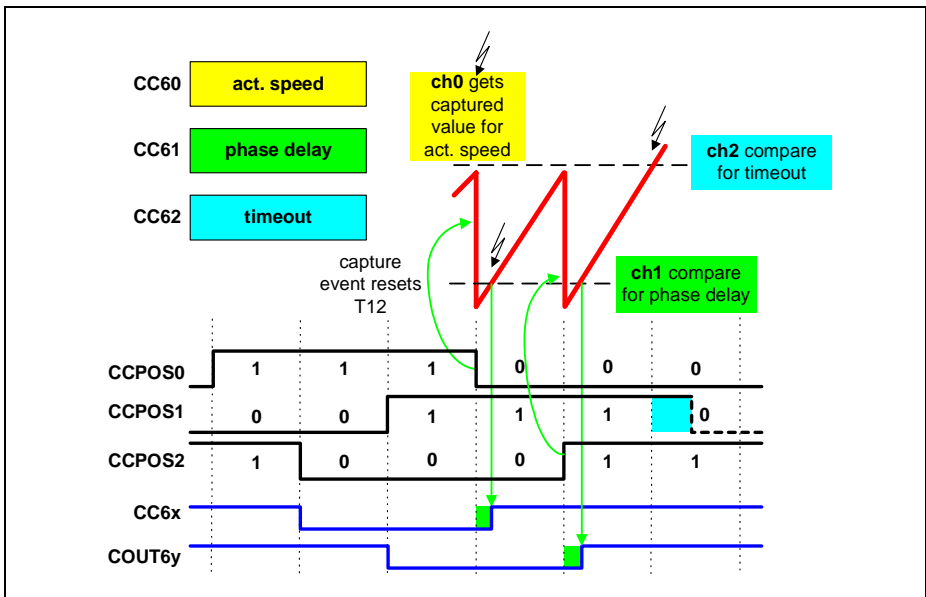 CC60 act. speed
CC61 phase delay
CC62 timeout
ch0 gets
captured
value for
act. speed
ch2 compare
for timeout
capture
event resets
T12
ch1 compare
for phase delay
CCPOS0 1 1 1 0 0 0
CCPOS1 0 0 1 1 1 0
CCPOS2 1 0 0 0 1 1
CC6x
COUT6y